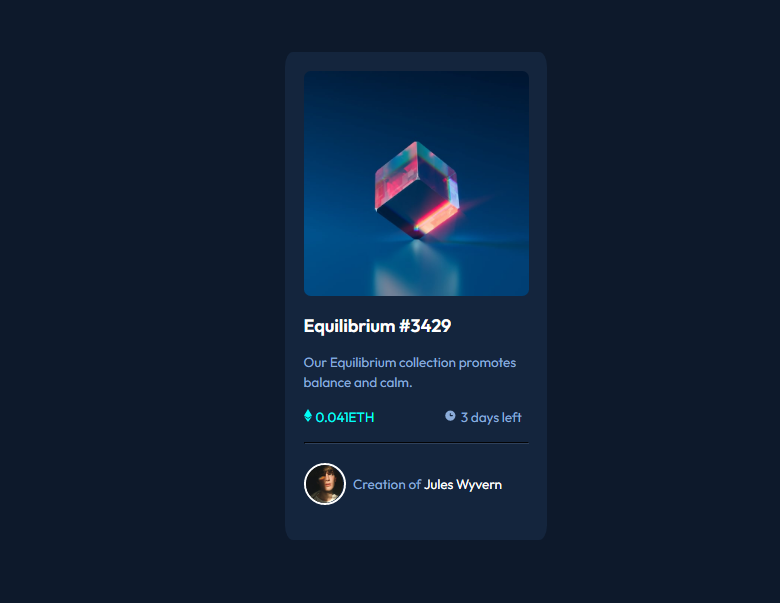 Equilibrium #3429
Our Equilibrium collection promotes
balance and calm.
0.041ETH
3 days left
Creation of Jules Wyvern